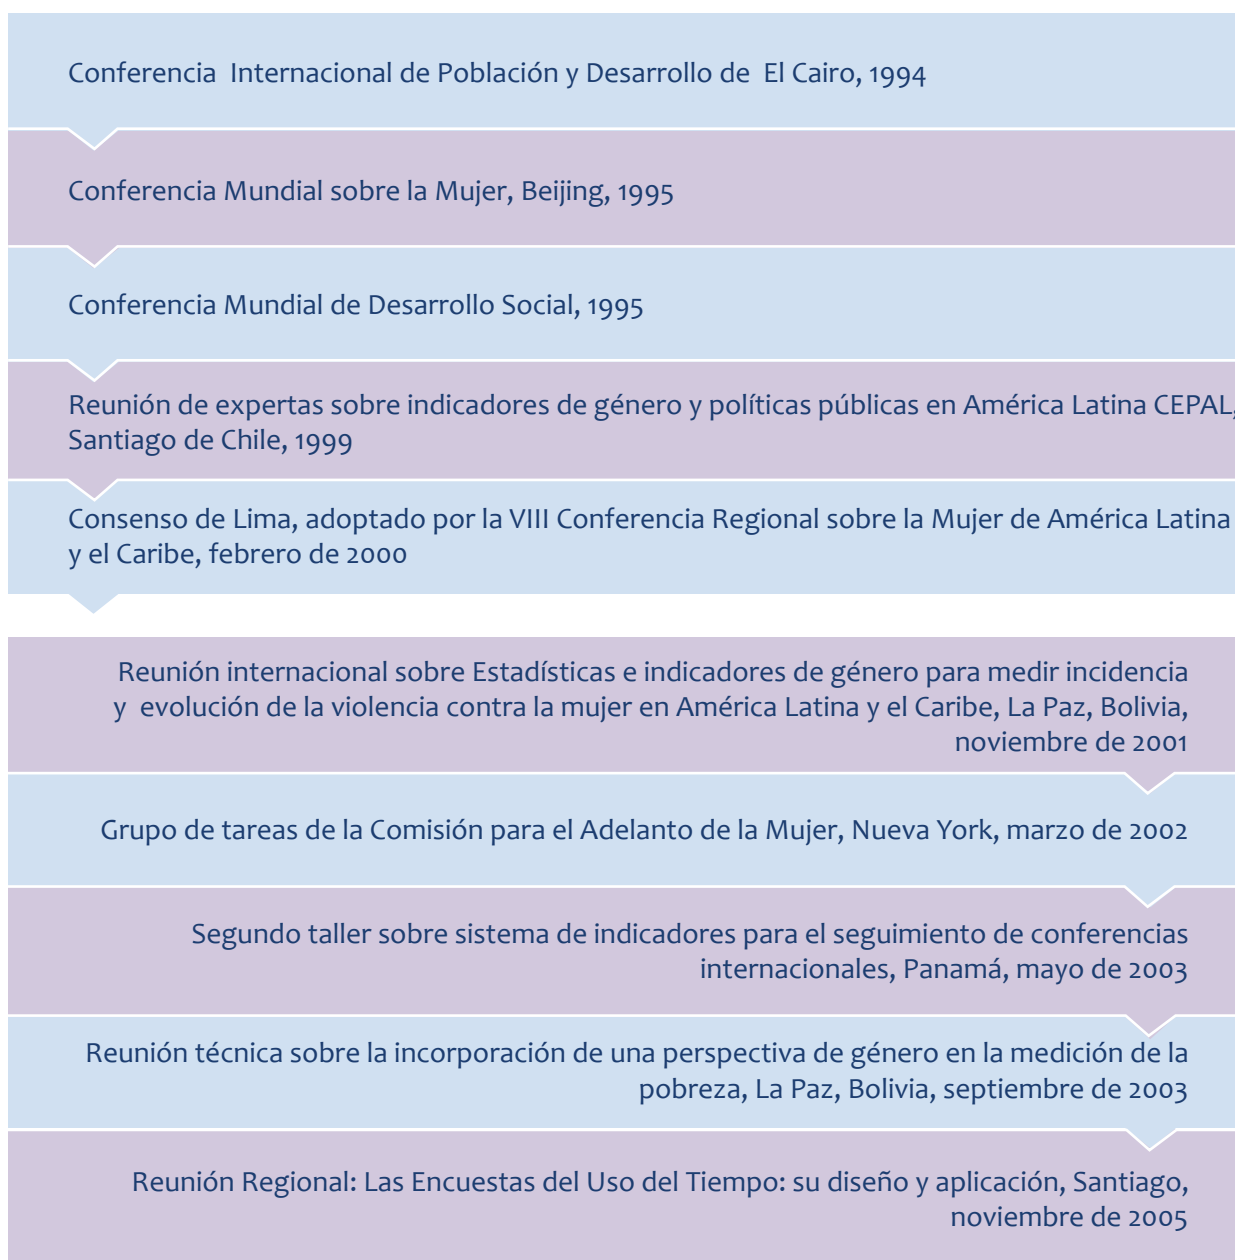 Conferencia Internacional de Población y Desarrollo de El Cairo, 1994
Conferencia Mundial sobre la Mujer, Beijing, 1995
Conferencia Mundial de Desarrollo Social, 1995
Reunión de expertas sobre indicadores de género y políticas públicas en América Latina CEPAL,
Santiago de Chile, 1999
Consenso de Lima, adoptado por la VIII Conferencia Regional sobre la Mujer de América Latina
y el Caribe, febrero de 2000
Reunión internacional sobre Estadísticas e indicadores de género para medir incidencia
y evolución de la violencia contra la mujer en América Latina y el Caribe, La Paz, Bolivia,
noviembre de 2001
Grupo de tareas de la Comisión para el Adelanto de la Mujer, Nueva York, marzo de 2002
Segundo taller sobre sistema de indicadores para el seguimiento de conferencias
internacionales, Panamá, mayo de 2003
Reunión técnica sobre la incorporación de una perspectiva de género en la medición de la
pobreza, La Paz, Bolivia, septiembre de 2003
Reunión Regional: Las Encuestas del Uso del Tiempo: su diseño y aplicación, Santiago,
noviembre de 2005